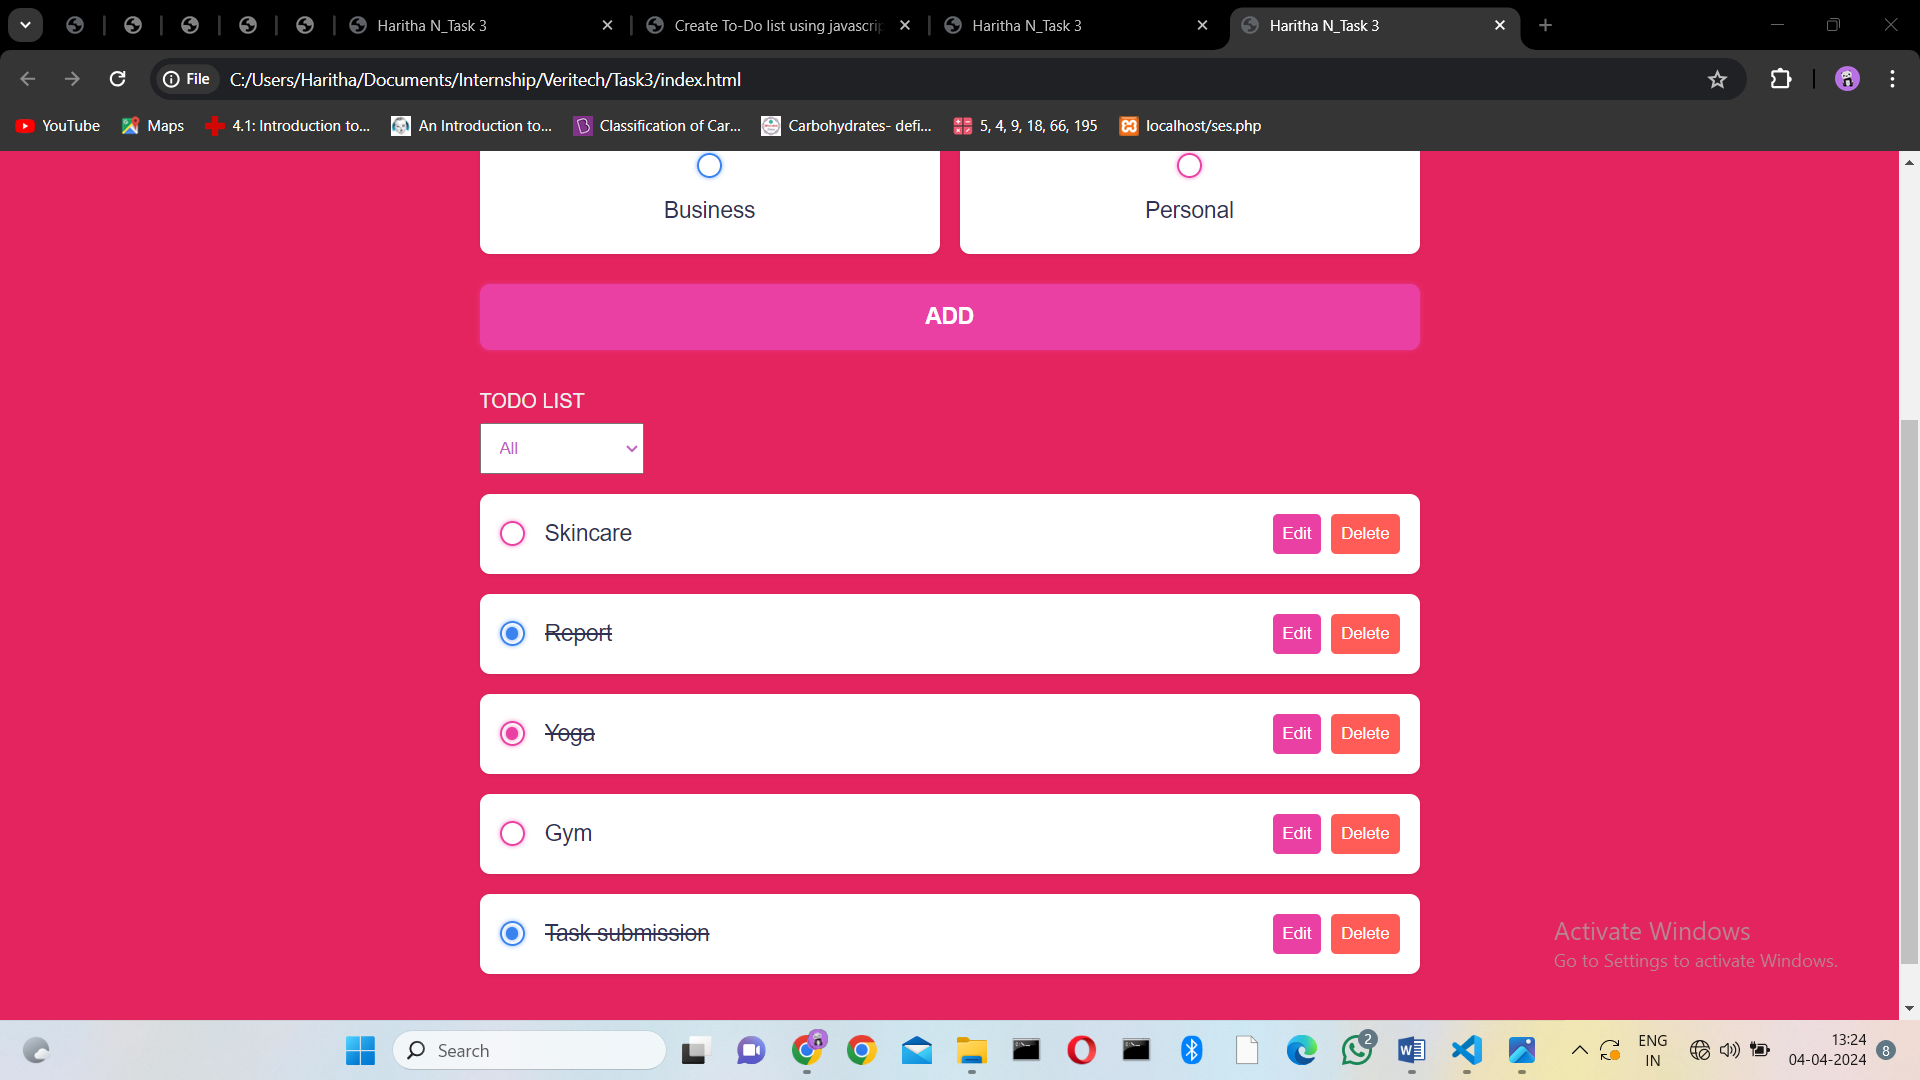 Haritha N_Task 3
Create To-Do list using javascrip
Haritha N_Task 3
Haritha N_Task 3
File C:/Users/Haritha/Documents/Internship/Veritech/Task3/index.html
YouTube
Maps
4.1: Introduction to...
An Introduction to...
Classification of Car...
Carbohydrates- defi...
5, 4, 9, 18, 66, 195
localhost/ses.php
Business
Personal
ADD
TODO LIST
All
Skincare Edit Delete
Report Edit Delete
Yoga Edit Delete
Gym Edit Delete
Task submission Edit Delete
Activate Windows
Go to Settings to activate Windows.
Search
2
ENG
IN
13:24
04-04-2024
8